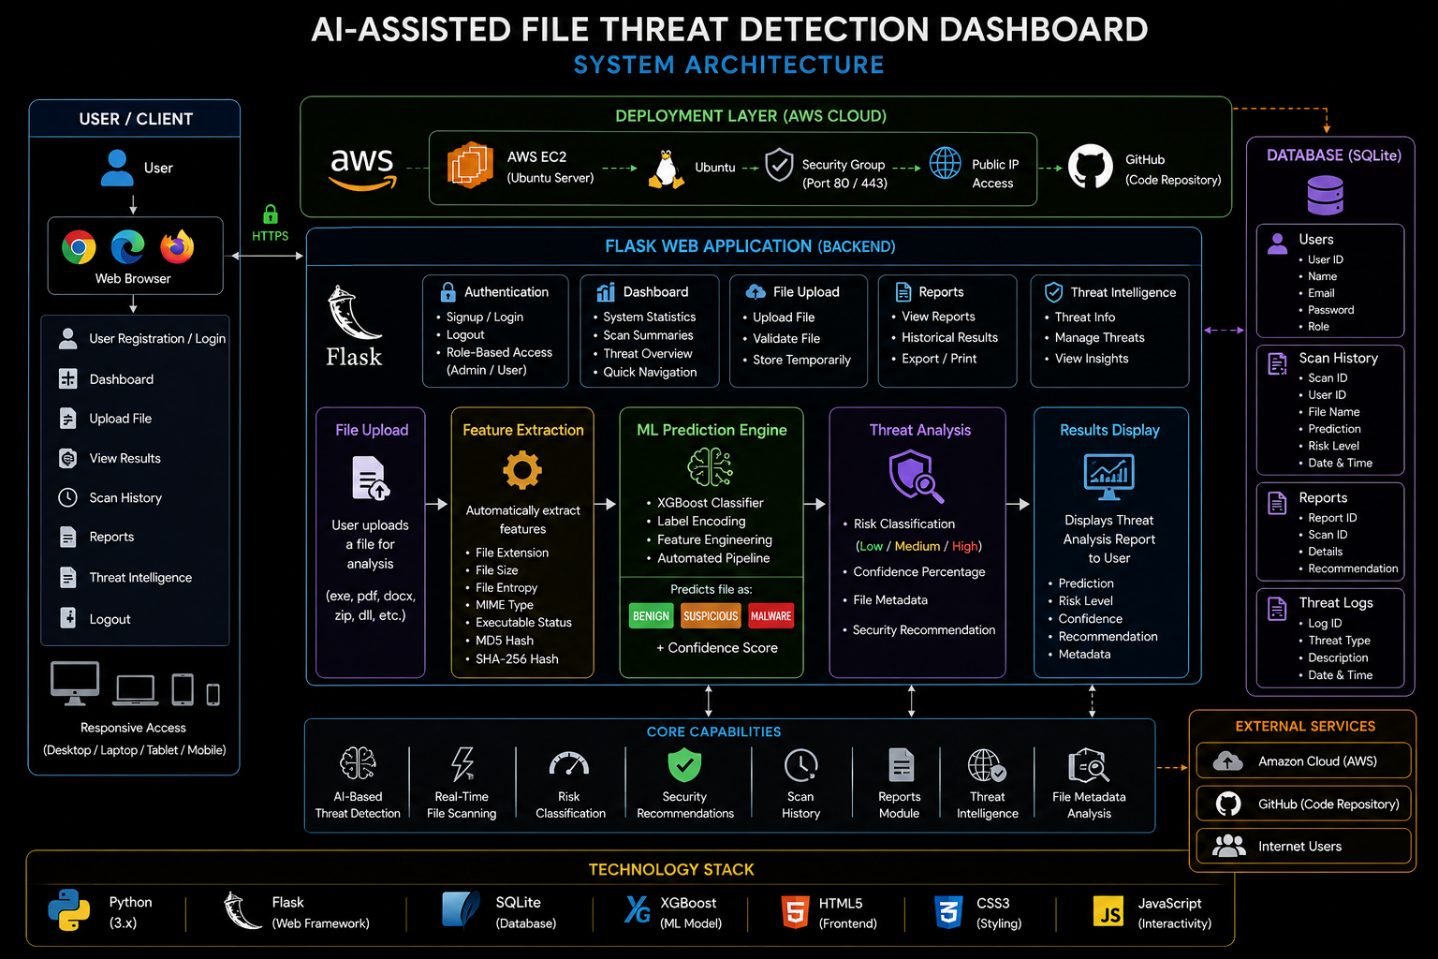 AI-ASSISTED FILE THREAT DETECTION DASHBOARD
SYSTEM ARCHITECTURE
USER / CLIENT
User
Web Browser
User Registration / Login
Dashboard
Upload File
View Results
Scan History
Reports
Threat Intelligence
Logout
Responsive Access
(Desktop / Laptop / Tablet / Mobile)
HTTPS
DEPLOYMENT LAYER (AWS CLOUD)
aws
AWS EC2
(Ubuntu Server)
Ubuntu
Security Group
(Port 80 / 443)
Public IP
Access
GitHub
(Code Repository)
FLASK WEB APPLICATION (BACKEND)
Flask
Authentication
• Signup / Login
• Logout
• Role-Based Access
(Admin / User)
Dashboard
• System Statistics
• Scan Summaries
• Threat Overview
• Quick Navigation
File Upload
• Upload File
• Validate File
• Store Temporarily
Reports
• View Reports
• Historical Results
• Export / Print
Threat Intelligence
• Threat Info
• Manage Threats
• View Insights
File Upload
User uploads
a file for
analysis
(exe, pdf, docx,
zip, dll, etc.)
Feature Extraction
Automatically extract
features
• File Extension
• File Size
• File Entropy
• MIME Type
• Executable Status
• MD5 Hash
• SHA-256 Hash
ML Prediction Engine
• XGBoost Classifier
• Label Encoding
• Feature Engineering
• Automated Pipeline
Predicts file as:
BENIGN
SUSPICIOUS
MALWARE
+ Confidence Score
Threat Analysis
• Risk Classification
(Low / Medium / High)
• Confidence Percentage
• File Metadata
• Security Recommendation
Results Display
Displays Threat
Analysis Report
to User
• Prediction
• Risk Level
• Confidence
• Recommendation
• Metadata
DATABASE (SQLite)
Users
• User ID
• Name
• Email
• Password
• Role
Scan History
• Scan ID
• User ID
• File Name
• Prediction
• Risk Level
• Date & Time
Reports
• Report ID
• Scan ID
• Details
• Recommendation
Threat Logs
• Log ID
• Threat Type
• Description
• Date & Time
CORE CAPABILITIES
AI-Based
Threat Detection
Real-Time
File Scanning
Risk
Classification
Security
Recommendations
Scan
History
Reports
Module
Threat
Intelligence
File Metadata
Analysis
EXTERNAL SERVICES
Amazon Cloud (AWS)
GitHub (Code Repository)
Internet Users
TECHNOLOGY STACK
Python
(3.x)
Flask
(Web Framework)
SQLite
(Database)
XG
XGBoost
(ML Model)
5
HTML5
(Frontend)
3
CSS3
(Styling)
JS
JavaScript
(Interactivity)